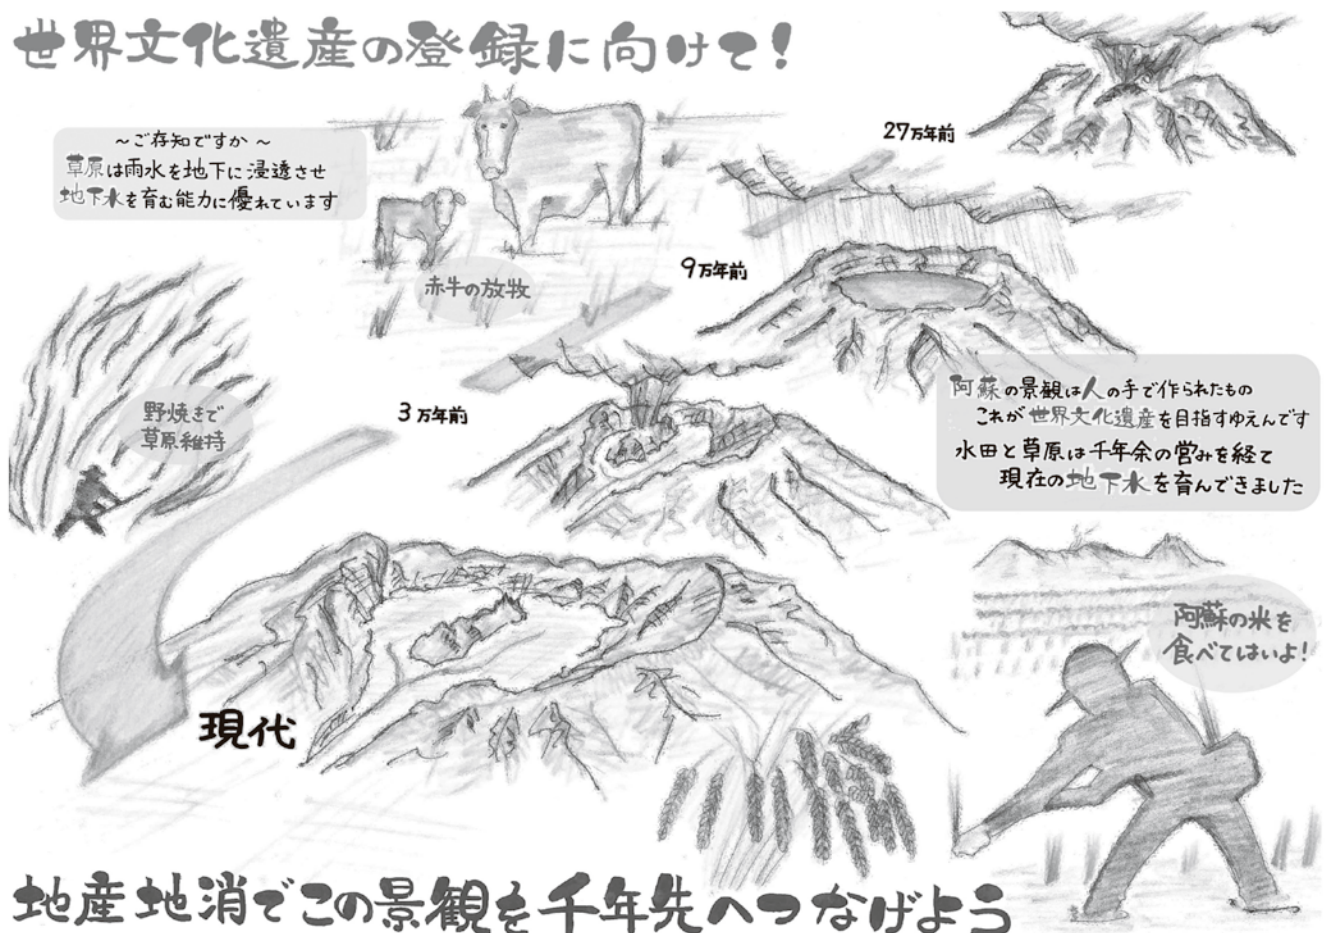 世界文化遺産の登録に向けて!
27万年前
～ご存知ですか～
草原は雨水を地下に浸透させ
地下水を育む能力に優れています
9万年前
赤牛の放牧
阿蘇の景観は人の手で作られたもの
これが世界文化遺産を目指すゆえんです
水田と草原は千年余の営みを経て
現在の地下水を育んできました
3万年前
野焼きで
草原維持
阿蘇の米を
食べてはいよ!
現代
地産地消でこの景観を千年先へつなげよう